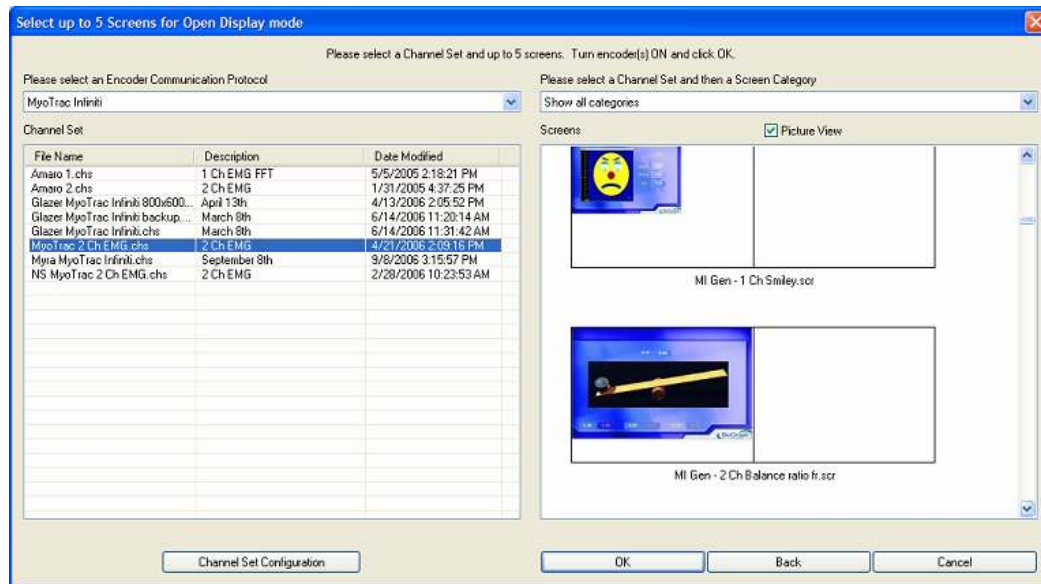 Select up to 5 Screens for Open Display mode
Please select a Channel Set and up to 5 screens. Turn encoder(s) ON and click OK.
Please select an Encoder Communication Protocol
Please select a Channel Set and then a Screen Category
MyoTrac Infiniti
Show all categories
Channel Set
Screens
Picture View
File Name Description Date Modified
Amaro 1.chs 1 Ch EMG FFT 5/5/2005 2:18:21 PM
Amaro 2.chs 2 Ch EMG 1/31/2005 4:37:25 PM
Glazer MyoTrac Infiniti 800x600... April 13th 4/13/2006 2:05:52 PM
Glazer MyoTrac Infiniti backup.... March 8th 6/14/2006 11:20:14 AM
Glazer MyoTrac Infiniti.chs March 8th 6/14/2006 11:31:42 AM
MyoTrac 2 Ch EMG.chs 2 Ch EMG 4/21/2006 2:09:16 PM
Myra MyoTrac Infiniti.chs September 8th 9/8/2006 3:15:57 PM
NS MyoTrac 2 Ch EMG.chs 2 Ch EMG 2/28/2006 10:23:53 AM
MI Gen - 1 Ch Smiley.scr
BioGraph
MI Gen - 2 Ch Balance ratio fr.scr
Channel Set Configuration
OK
Back
Cancel